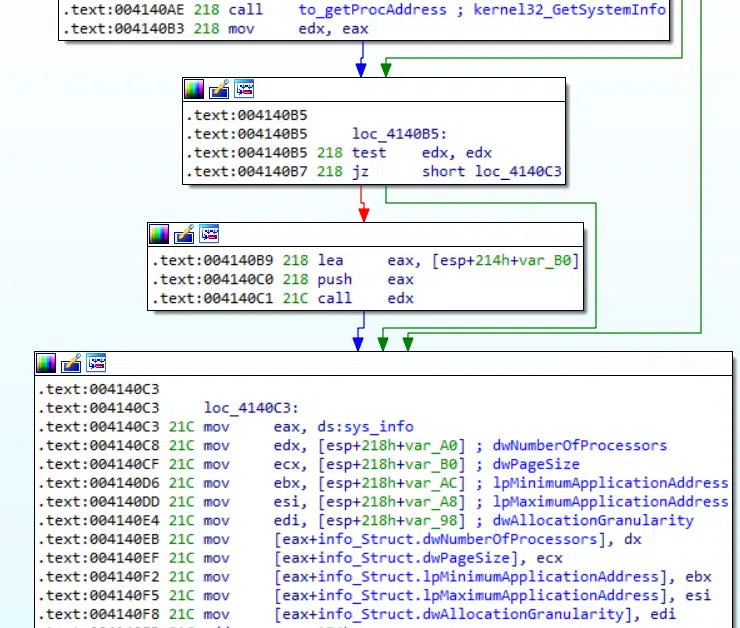 .text:004140AE 218 call to_getProcAddress ; kernel32_GetSystemInfo
.text:004140B3 218 mov edx, eax
.text:004140B5
.text:004140B5 loc_4140B5:
.text:004140B5 218 test edx, edx
.text:004140B7 218 jz short loc_4140C3
.text:004140B9 218 lea eax, [esp+214h+var_B0]
.text:004140C0 218 push eax
.text:004140C1 21C call edx
.text:004140C3
.text:004140C3 loc_4140C3:
.text:004140C3 21C mov eax, ds:sys_info
.text:004140C8 21C mov edx, [esp+218h+var_A0] ; dwNumberOfProcessors
.text:004140CF 21C mov ecx, [esp+218h+var_B0] ; dwPageSize
.text:004140D6 21C mov ebx, [esp+218h+var_AC] ; lpMinimumApplicationAddress
.text:004140DD 21C mov esi, [esp+218h+var_A8] ; lpMaximumApplicationAddress
.text:004140E4 21C mov edi, [esp+218h+var_98] ; dwAllocationGranularity
.text:004140EB 21C mov [eax+info_Struct.dwNumberOfProcessors], dx
.text:004140EF 21C mov [eax+info_Struct.dwPageSize], ecx
.text:004140F2 21C mov [eax+info_Struct.lpMinimumApplicationAddress], ebx
.text:004140F5 21C mov [eax+info_Struct.lpMaximumApplicationAddress], esi
.text:004140F8 21C mov [eax+info_Struct.dwAllocationGranularity], edi